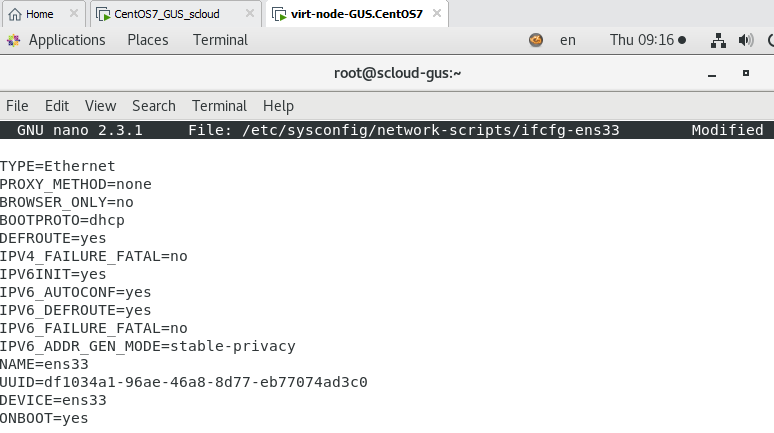 Home CentOS7_GUS_scloud virt-node-GUS.CentOS7
Applications Places Terminal en Thu 09:16
root@scloud-gus:~
File Edit View Search Terminal Help
GNU nano 2.3.1 File: /etc/sysconfig/network-scripts/ifcfg-ens33 Modified
TYPE=Ethernet
PROXY_METHOD=none
BROWSER_ONLY=no
BOOTPROTO=dhcp
DEFROUTE=yes
IPV4_FAILURE_FATAL=no
IPV6INIT=yes
IPV6_AUTOCONF=yes
IPV6_DEFROUTE=yes
IPV6_FAILURE_FATAL=no
IPV6_ADDR_GEN_MODE=stable-privacy
NAME=ens33
UUID=df1034a1-96ae-46a8-8d77-eb77074ad3c0
DEVICE=ens33
ONBOOT=yes